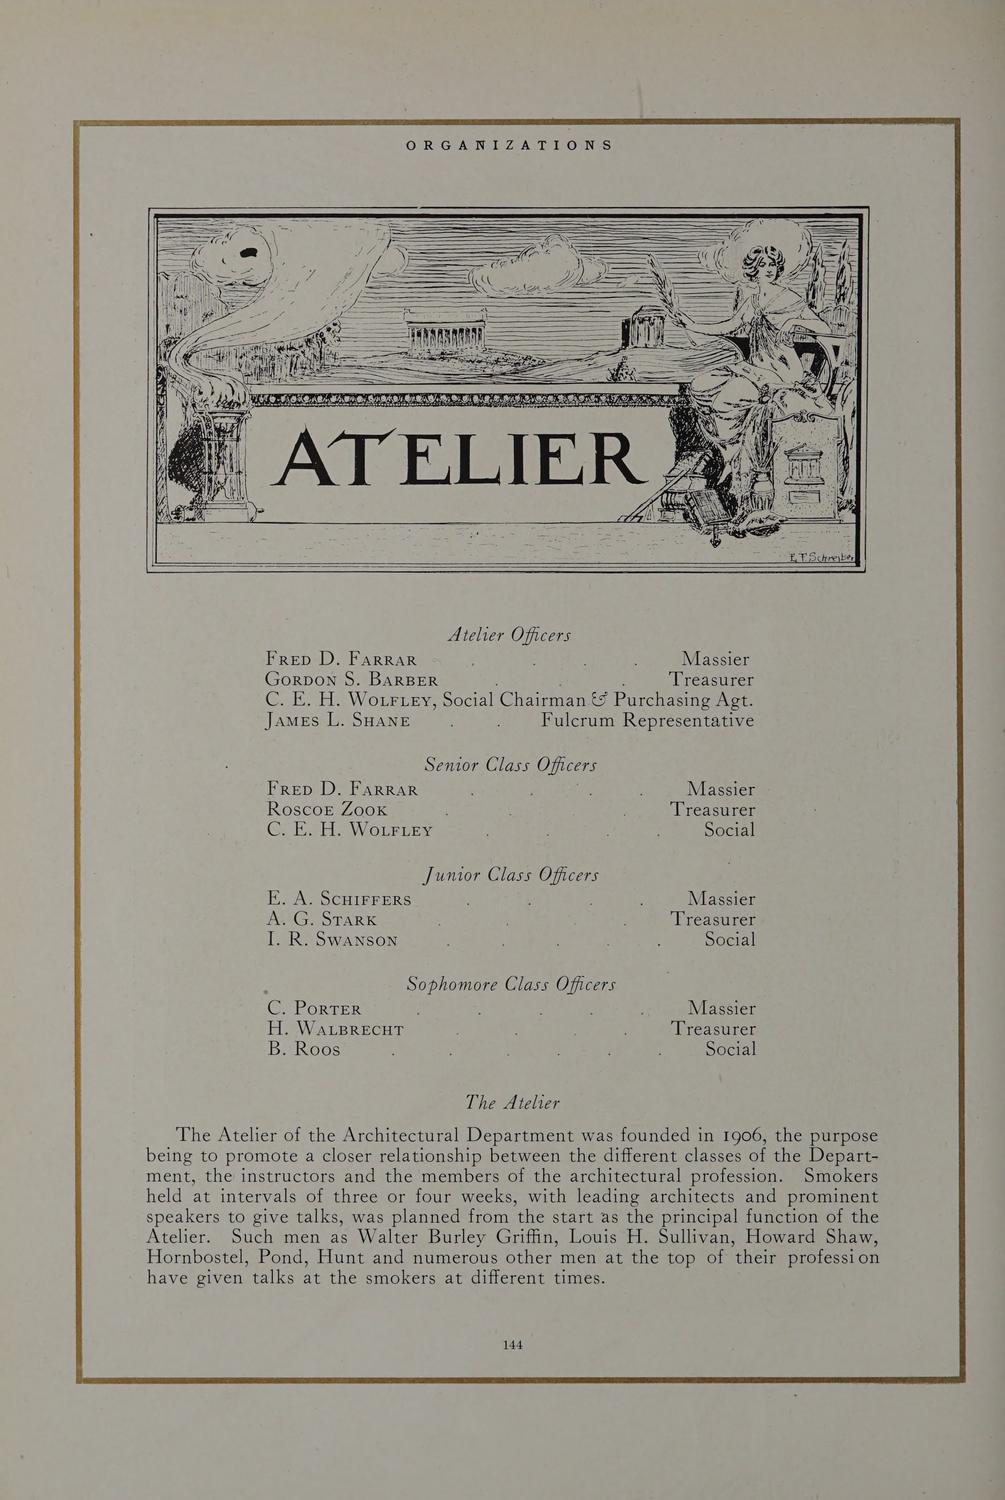 ORGANIZATIONS
ATELIER
E.T. Schreiber
Atelier Officers
FRED D. FARRAR . . . . Massier
GORDON S. BARBER . . . Treasurer
C. E. H. WOLFLEY, Social Chairman & Purchasing Agt.
JAMES L. SHANE . . Fulcrum Representative
Senior Class Officers
FRED D. FARRAR . . . . Massier
ROSCOE ZOOK . . . Treasurer
C. E. H. WOLFLEY . . . . Social
Junior Class Officers
E. A. SCHIFFERS . . . . Massier
A. G. STARK . . . Treasurer
I. R. SWANSON . . . . . Social
Sophomore Class Officers
C. PORTER . . . . . Massier
H. WALBRECHT . . . . Treasurer
B. ROOS . . . . . . Social
The Atelier
The Atelier of the Architectural Department was founded in 1906, the purpose
being to promote a closer relationship between the different classes of the Depart-
ment, the instructors and the members of the architectural profession. Smokers
held at intervals of three or four weeks, with leading architects and prominent
speakers to give talks, was planned from the start as the principal function of the
Atelier. Such men as Walter Burley Griffin, Louis H. Sullivan, Howard Shaw,
Hornbostel, Pond, Hunt and numerous other men at the top of their profession
have given talks at the smokers at different times.
144